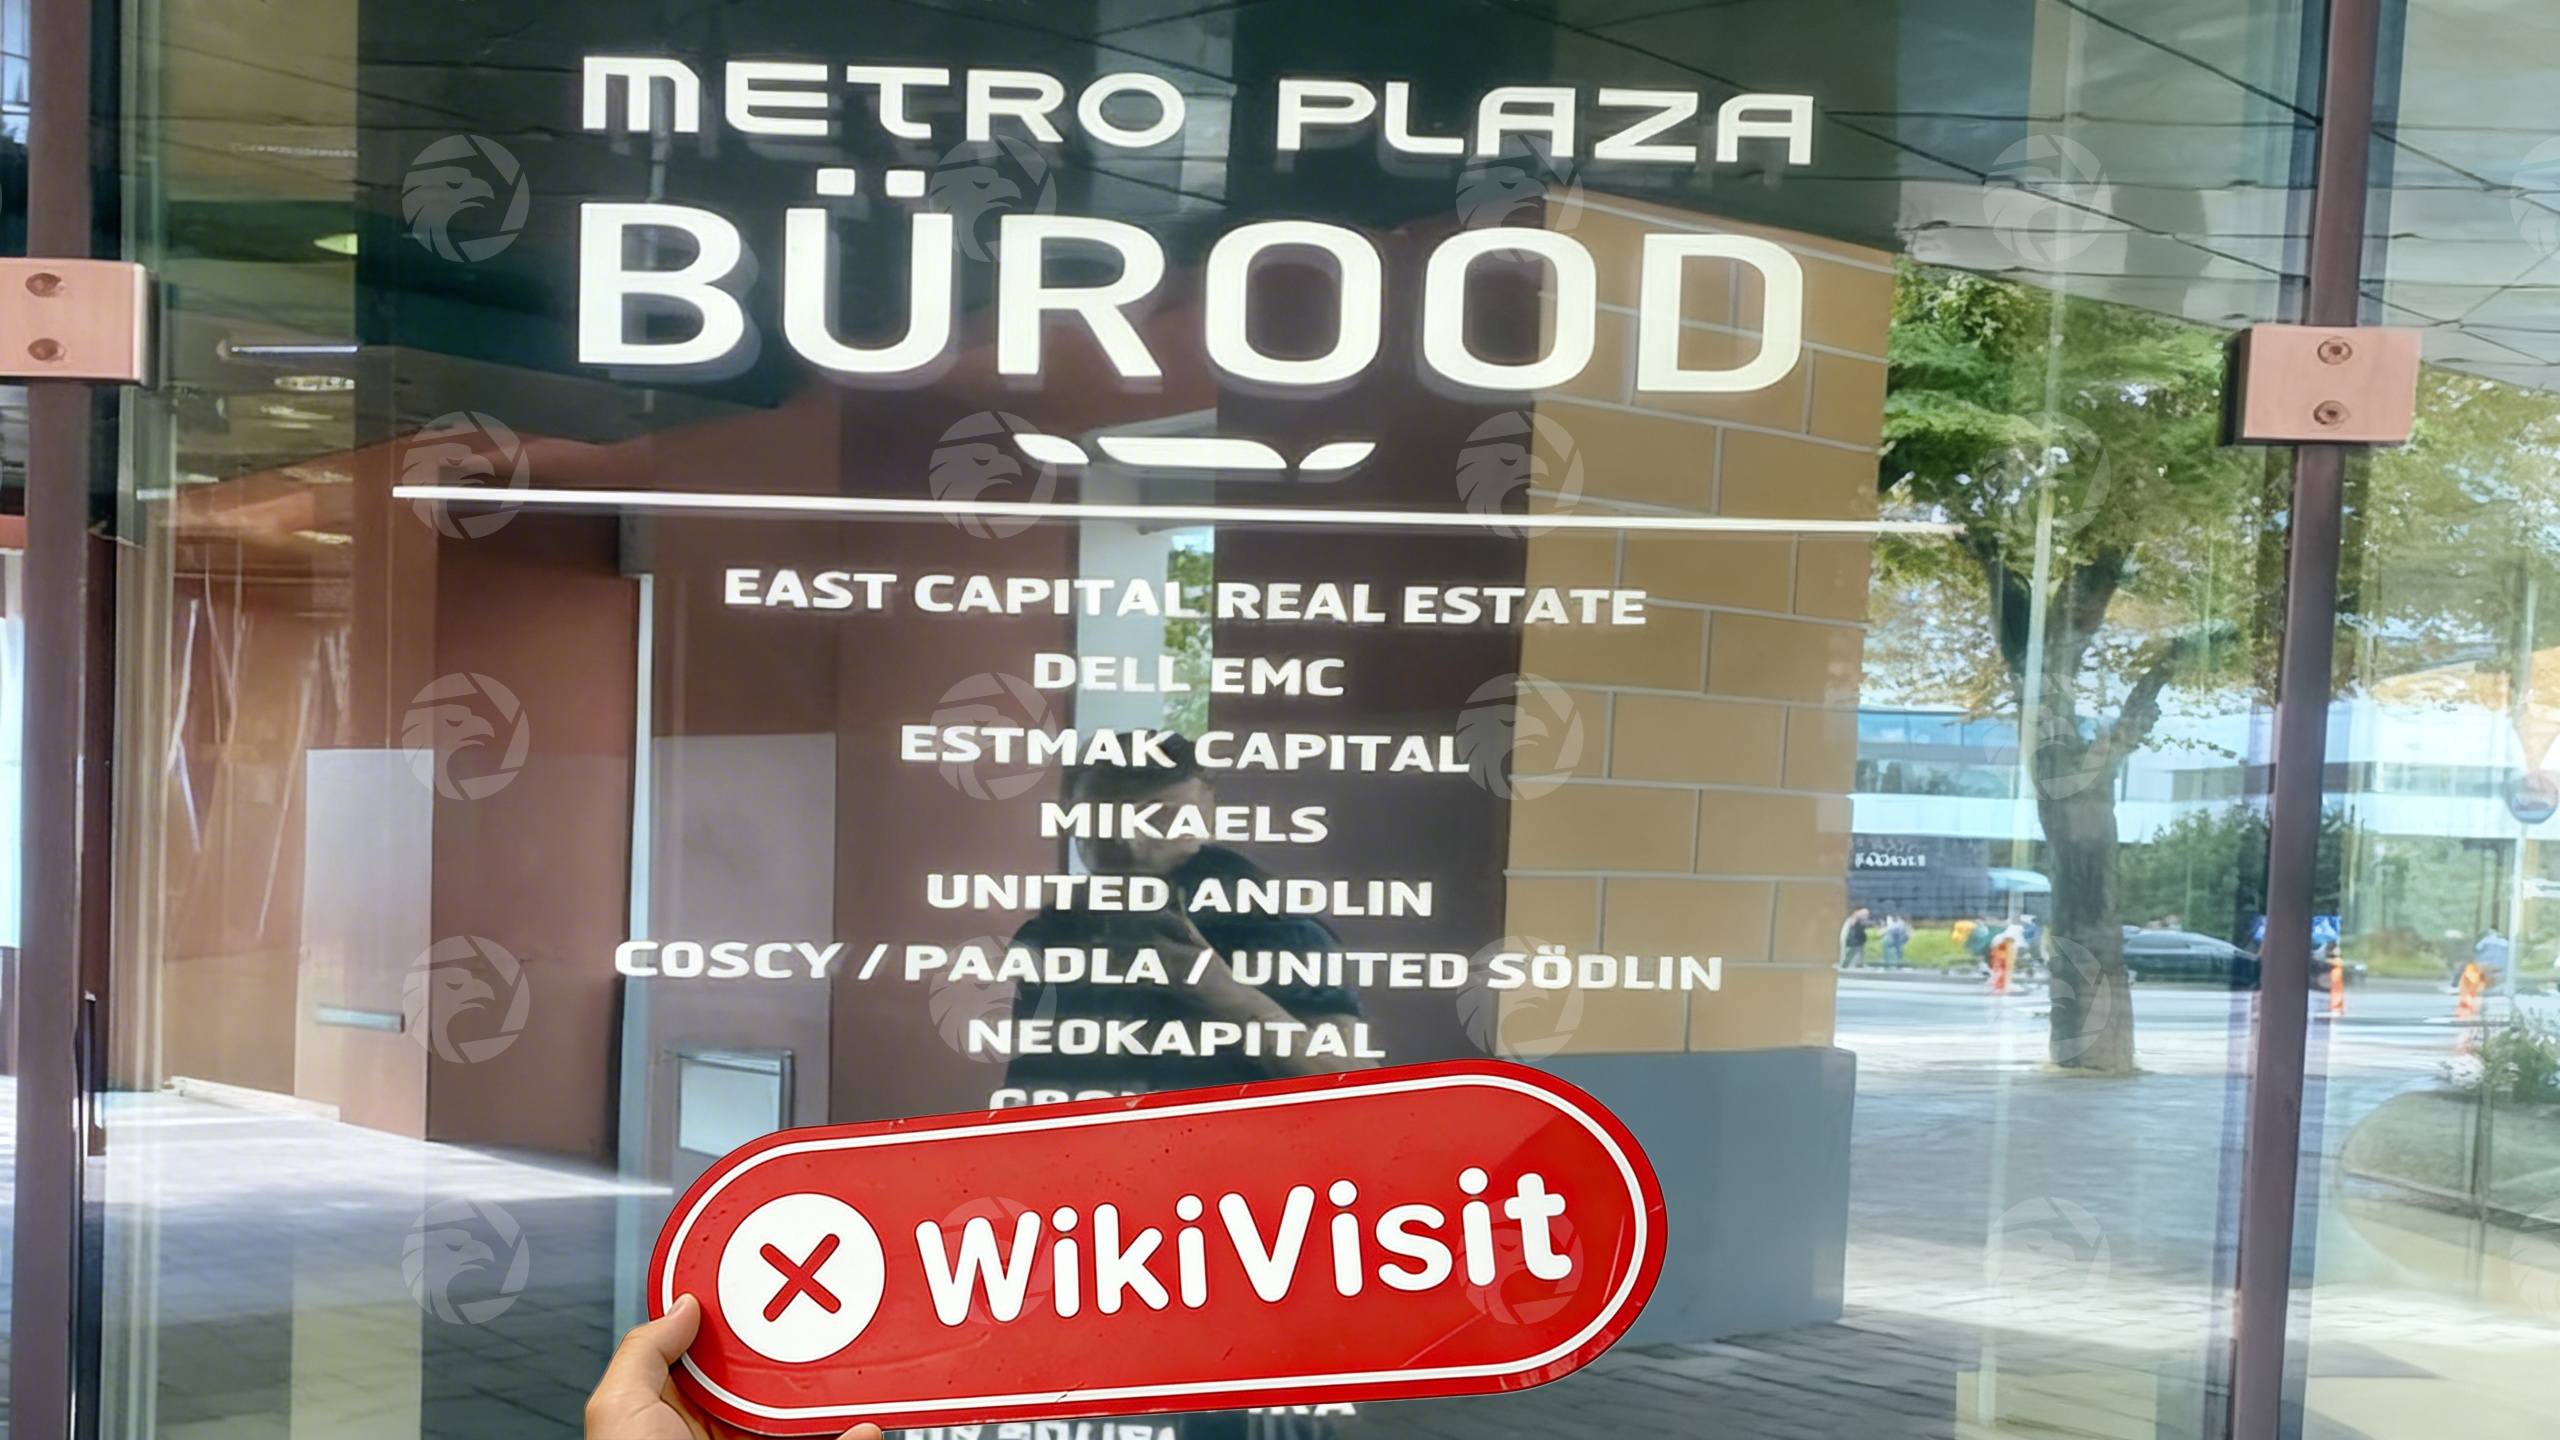 METRO PLAZA
BÜROOD
EAST CAPITAL REAL ESTATE
DELL EMC
ESTMAK CAPITAL
MIKAELS
UNITED ANDLIN
COSCY / PAADLA / UNITED SÖDLIN
NEOKAPITAL
WikiVisit